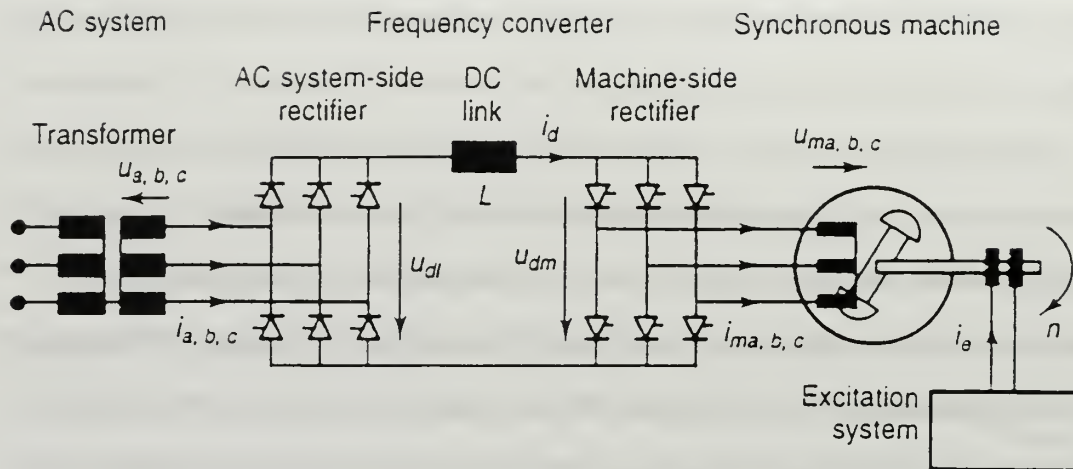 AC system
Frequency converter
Synchronous machine
AC system-side
rectifier
DC
link
Machine-side
rectifier
Transformer
u_a, b, c
i_d
u_ma, b, c
L
u_dI
u_dm
i_a, b, c
i_ma, b, c
i_e
n
Excitation
system